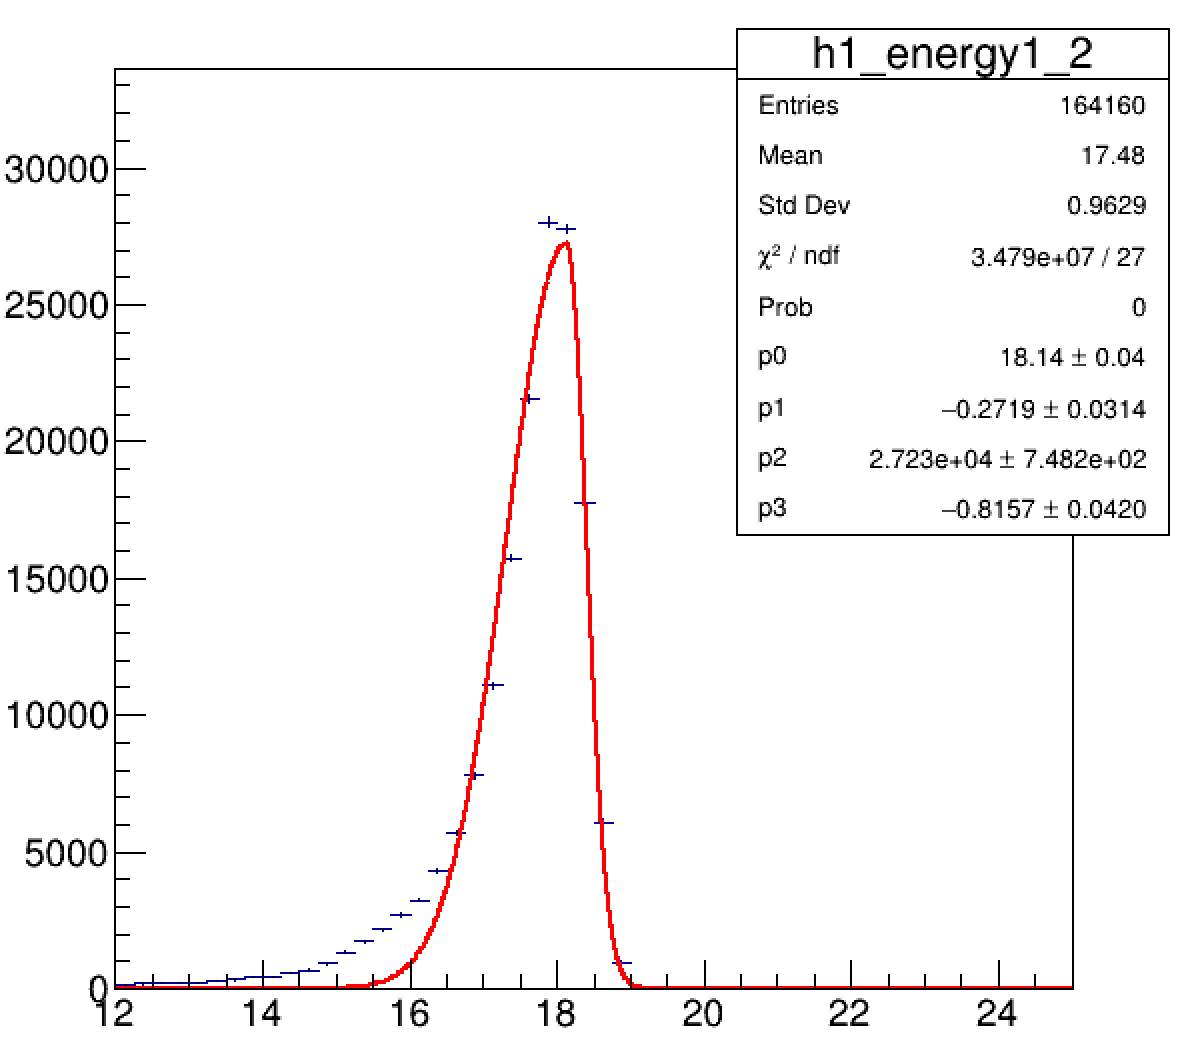 h1_energy1_2
Entries 164160
Mean 17.48
Std Dev 0.9629
χ² / ndf 3.479e+07 / 27
Prob 0
p0 18.14 ± 0.04
p1 −0.2719 ± 0.0314
p2 2.723e+04 ± 7.482e+02
p3 −0.8157 ± 0.0420
30000
25000
20000
15000
10000
5000
0
12 14 16 18 20 22 24